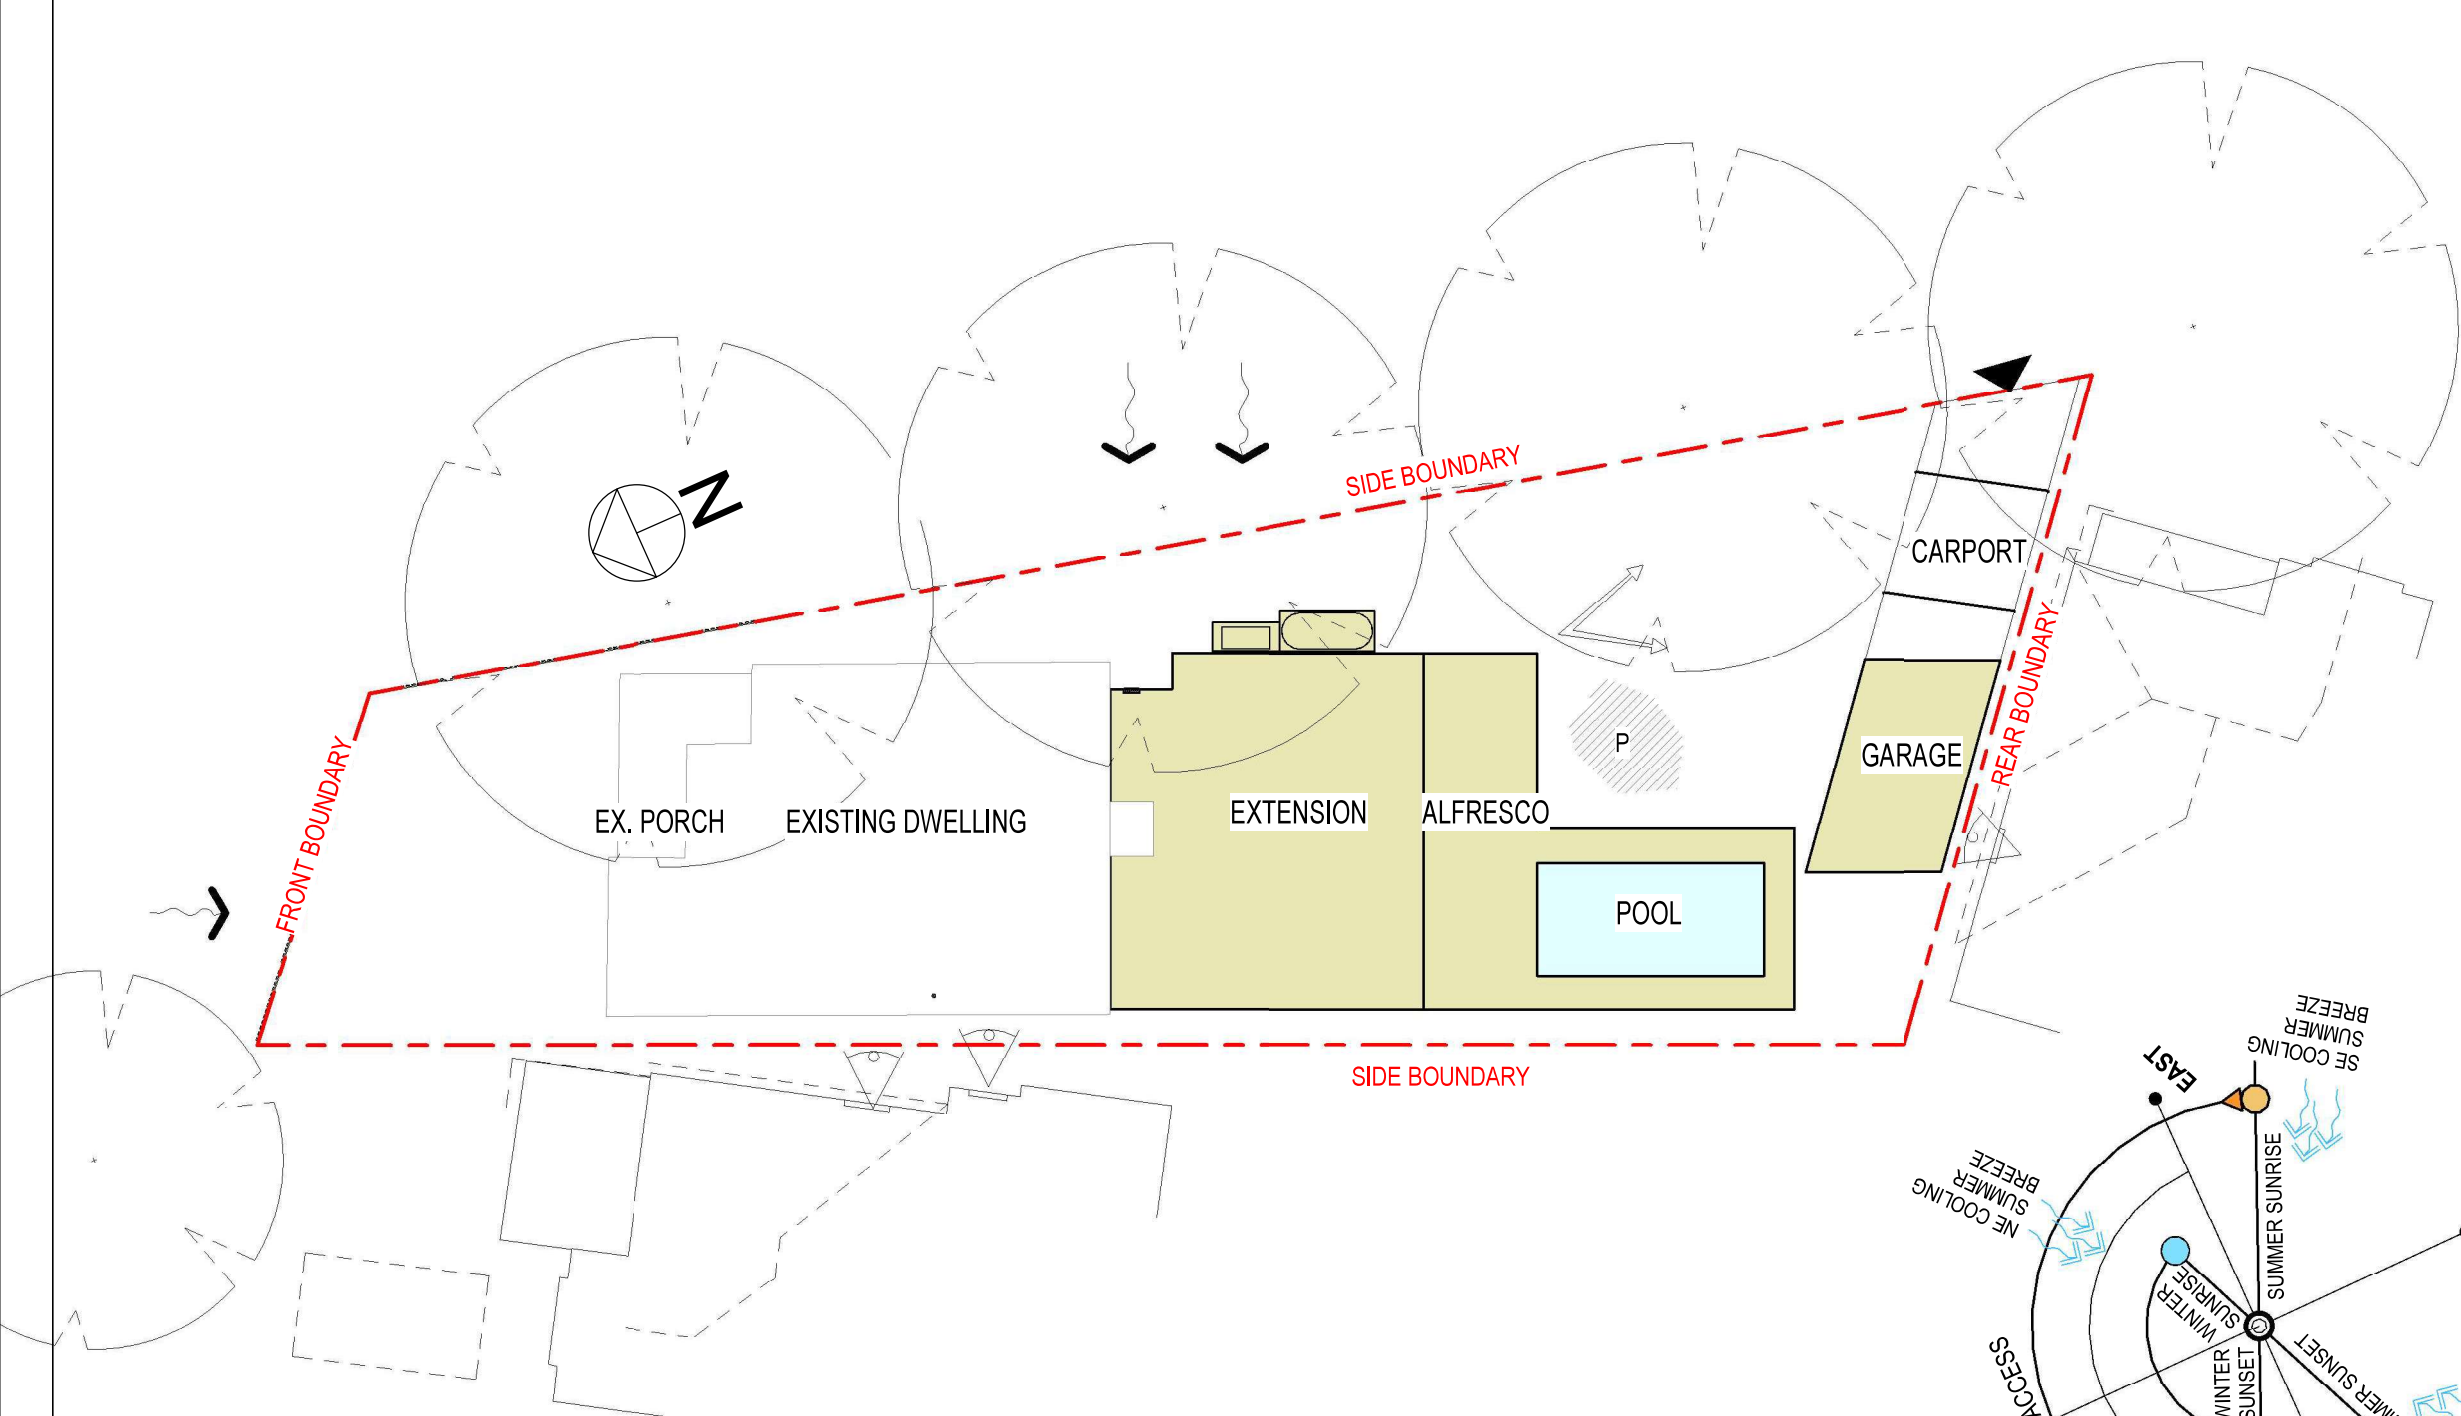 N
SIDE BOUNDARY
CARPORT
FRONT BOUNDARY
REAR BOUNDARY
P
GARAGE
EX. PORCH
EXISTING DWELLING
EXTENSION
ALFRESCO
POOL
SIDE BOUNDARY
SE COOLING
SUMMER
BREEZE
EAST
NE COOLING
SUMMER
BREEZE
SUMMER SUNRISE
WINTER
SUNRISE
WINTER
SUNSET
SUNSET